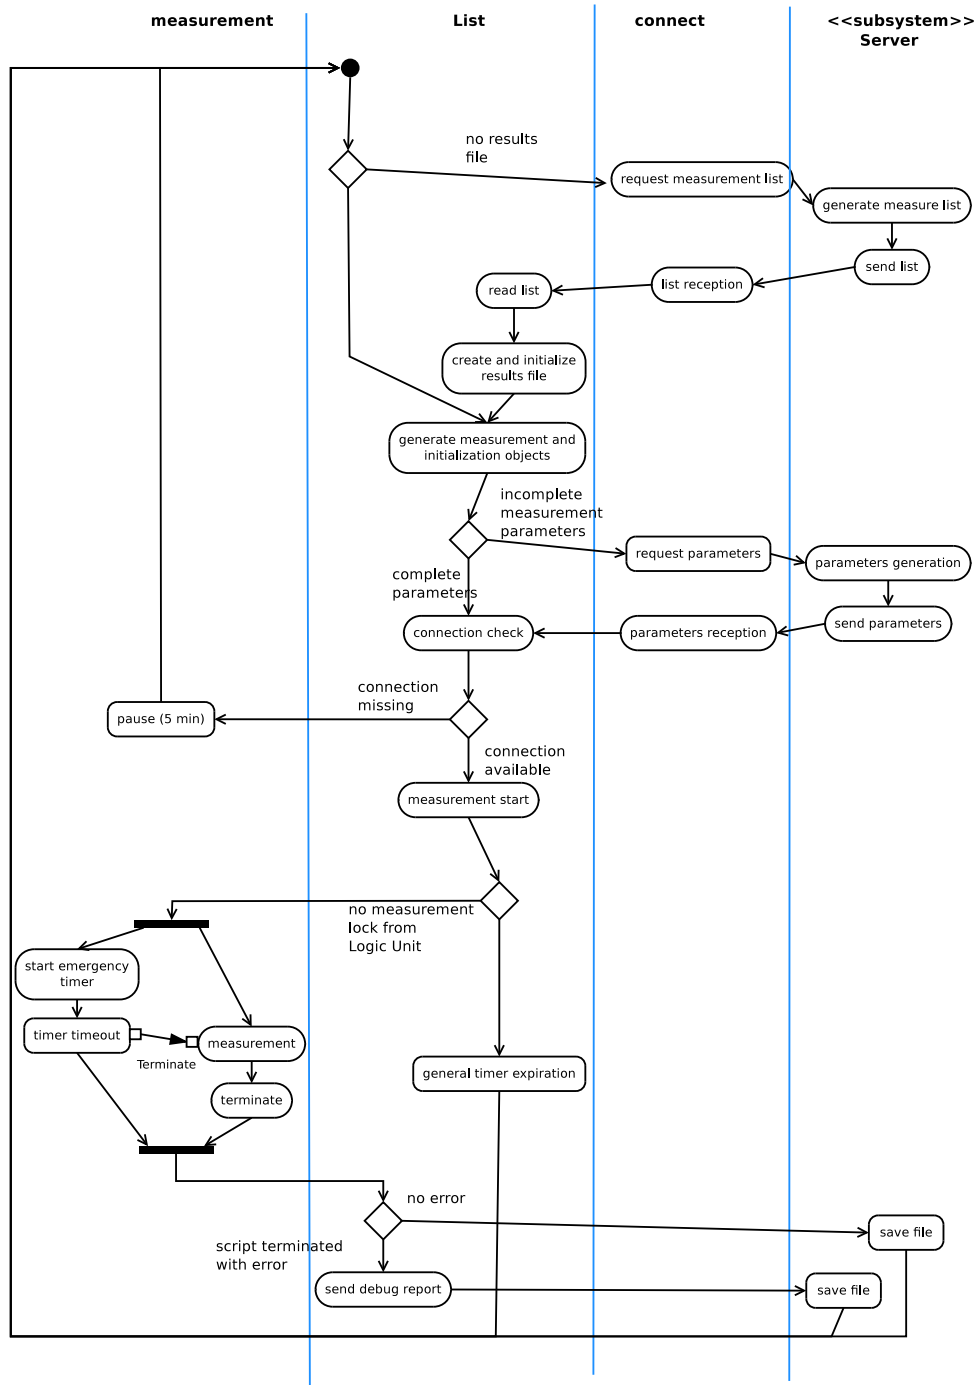 measurement
List
connect
<<subsystem>>
Server
no results
file
request measurement list
generate measure list
send list
list reception
read list
create and initialize
results file
generate measurement and
initialization objects
incomplete
measurement
parameters
request parameters
parameters generation
complete
parameters
send parameters
parameters reception
connection check
connection
missing
pause (5 min)
connection
available
measurement start
no measurement
lock from
Logic Unit
start emergency
timer
timer timeout
measurement
Terminate
general timer expiration
terminate
no error
save file
script terminated
with error
send debug report
save file